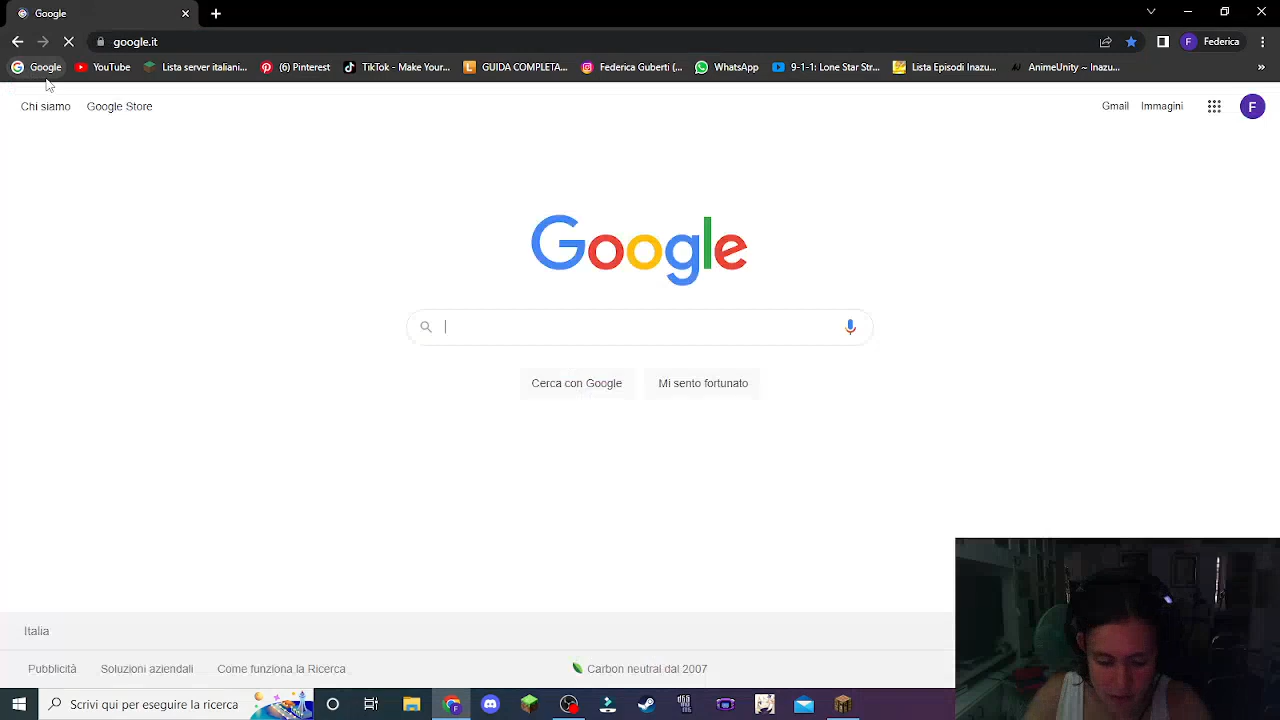 Google
google.it
Federica
Google
YouTube
Lista server italiani...
(6) Pinterest
TikTok - Make Your...
GUIDA COMPLETA...
Federica Guberti (...
WhatsApp
9-1-1: Lone Star Str...
Lista Episodi Inazu...
AnimeUnity ~ Inazu...
»
Chi siamo
Google Store
Gmail
Immagini
F
Google
Cerca con Google
Mi sento fortunato
Italia
Pubblicità
Soluzioni aziendali
Come funziona la Ricerca
Carbon neutral dal 2007
Scrivi qui per eseguire la ricerca